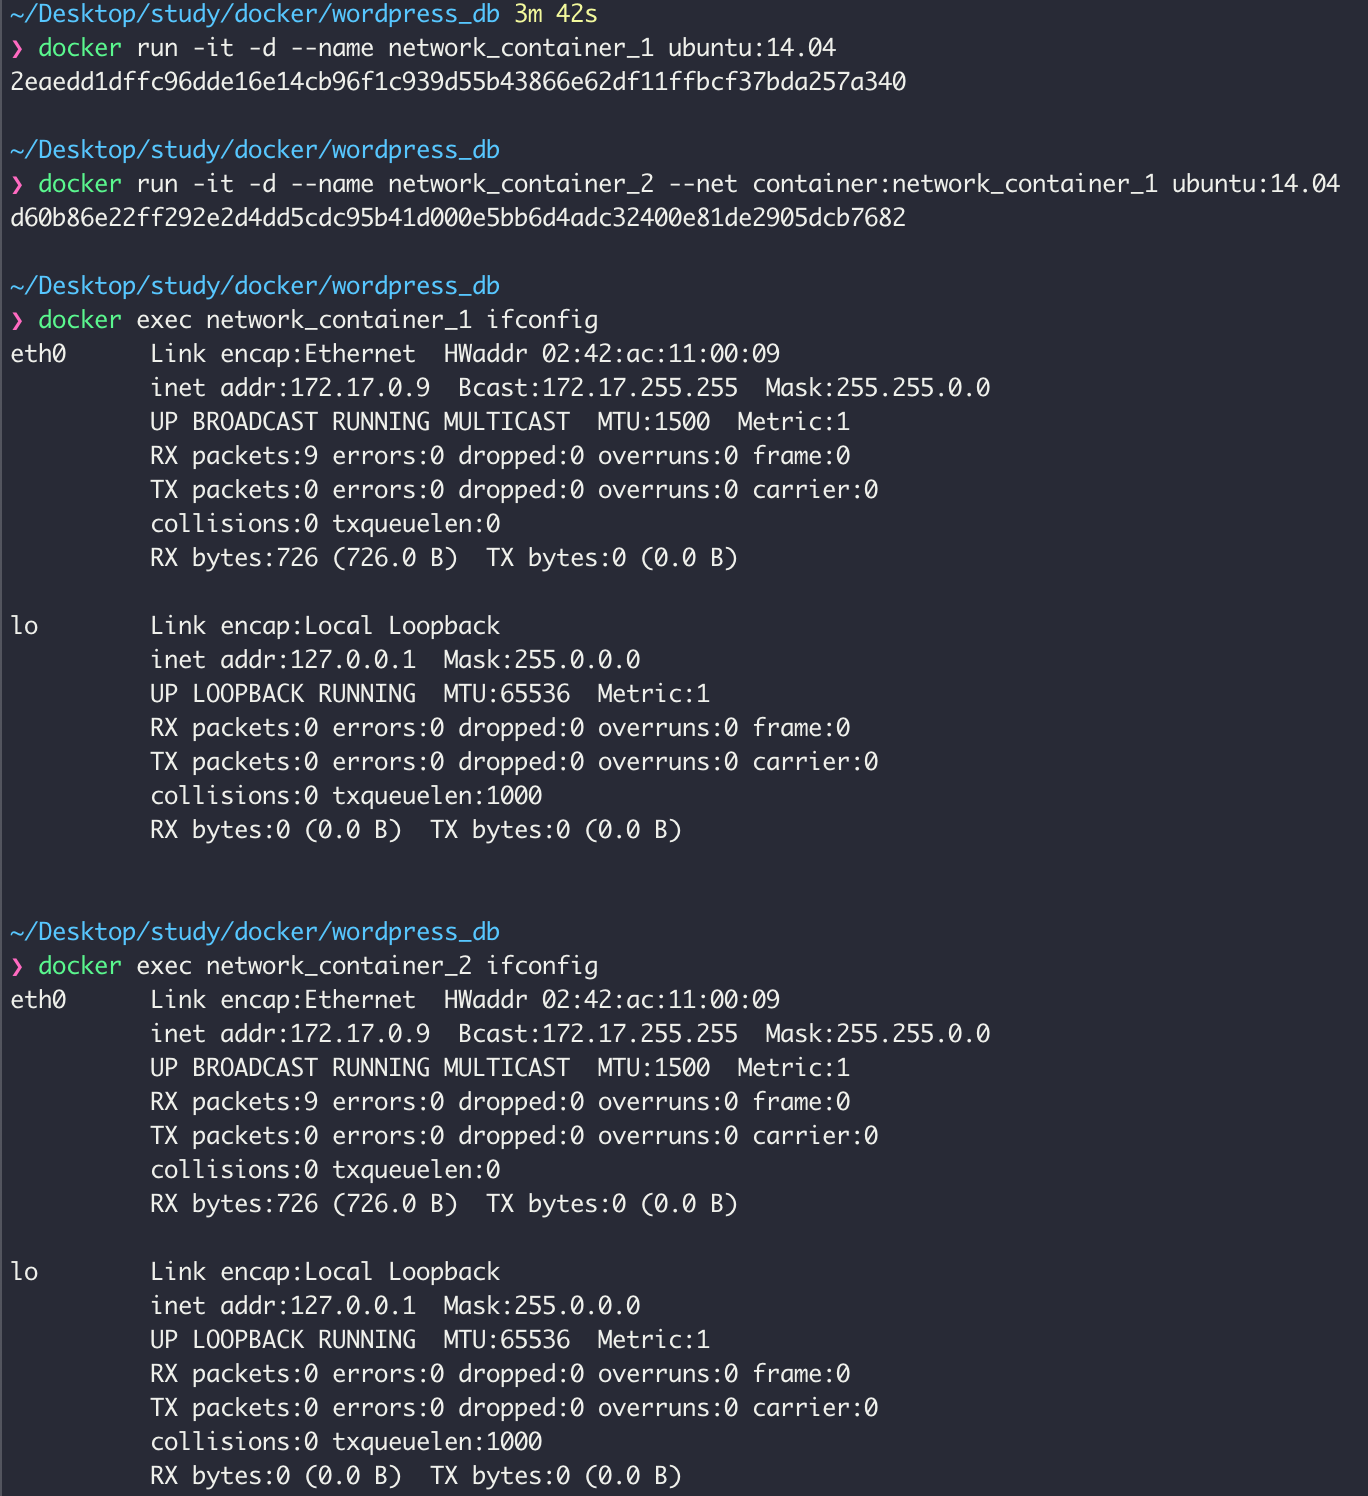 ~/Desktop/study/docker/wordpress_db 3m 42s
❯ docker run -it -d --name network_container_1 ubuntu:14.04
2eaedd1dffc96dde16e14cb96f1c939d55b43866e62df11ffbcf37bda257a340
~/Desktop/study/docker/wordpress_db
❯ docker run -it -d --name network_container_2 --net container:network_container_1 ubuntu:14.04
d60b86e22ff292e2d4dd5cdc95b41d000e5bb6d4adc32400e81de2905dcb7682
~/Desktop/study/docker/wordpress_db
❯ docker exec network_container_1 ifconfig
eth0      Link encap:Ethernet  HWaddr 02:42:ac:11:00:09
          inet addr:172.17.0.9  Bcast:172.17.255.255  Mask:255.255.0.0
          UP BROADCAST RUNNING MULTICAST  MTU:1500  Metric:1
          RX packets:9 errors:0 dropped:0 overruns:0 frame:0
          TX packets:0 errors:0 dropped:0 overruns:0 carrier:0
          collisions:0 txqueuelen:0
          RX bytes:726 (726.0 B)  TX bytes:0 (0.0 B)
lo        Link encap:Local Loopback
          inet addr:127.0.0.1  Mask:255.0.0.0
          UP LOOPBACK RUNNING  MTU:65536  Metric:1
          RX packets:0 errors:0 dropped:0 overruns:0 frame:0
          TX packets:0 errors:0 dropped:0 overruns:0 carrier:0
          collisions:0 txqueuelen:1000
          RX bytes:0 (0.0 B)  TX bytes:0 (0.0 B)
~/Desktop/study/docker/wordpress_db
❯ docker exec network_container_2 ifconfig
eth0      Link encap:Ethernet  HWaddr 02:42:ac:11:00:09
          inet addr:172.17.0.9  Bcast:172.17.255.255  Mask:255.255.0.0
          UP BROADCAST RUNNING MULTICAST  MTU:1500  Metric:1
          RX packets:9 errors:0 dropped:0 overruns:0 frame:0
          TX packets:0 errors:0 dropped:0 overruns:0 carrier:0
          collisions:0 txqueuelen:0
          RX bytes:726 (726.0 B)  TX bytes:0 (0.0 B)
lo        Link encap:Local Loopback
          inet addr:127.0.0.1  Mask:255.0.0.0
          UP LOOPBACK RUNNING  MTU:65536  Metric:1
          RX packets:0 errors:0 dropped:0 overruns:0 frame:0
          TX packets:0 errors:0 dropped:0 overruns:0 carrier:0
          collisions:0 txqueuelen:1000
          RX bytes:0 (0.0 B)  TX bytes:0 (0.0 B)